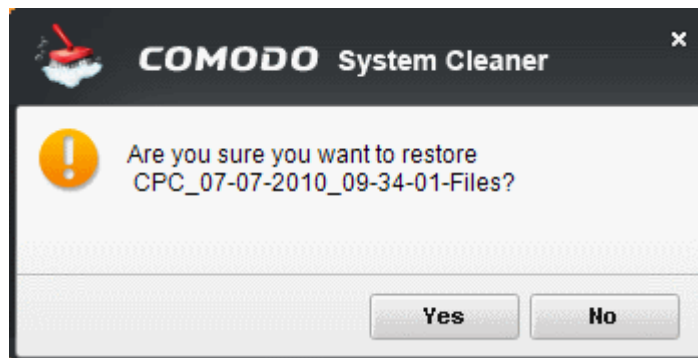 COMODO System Cleaner
Are you sure you want to restore
CPC_07-07-2010_09-34-01-Files?
Yes No